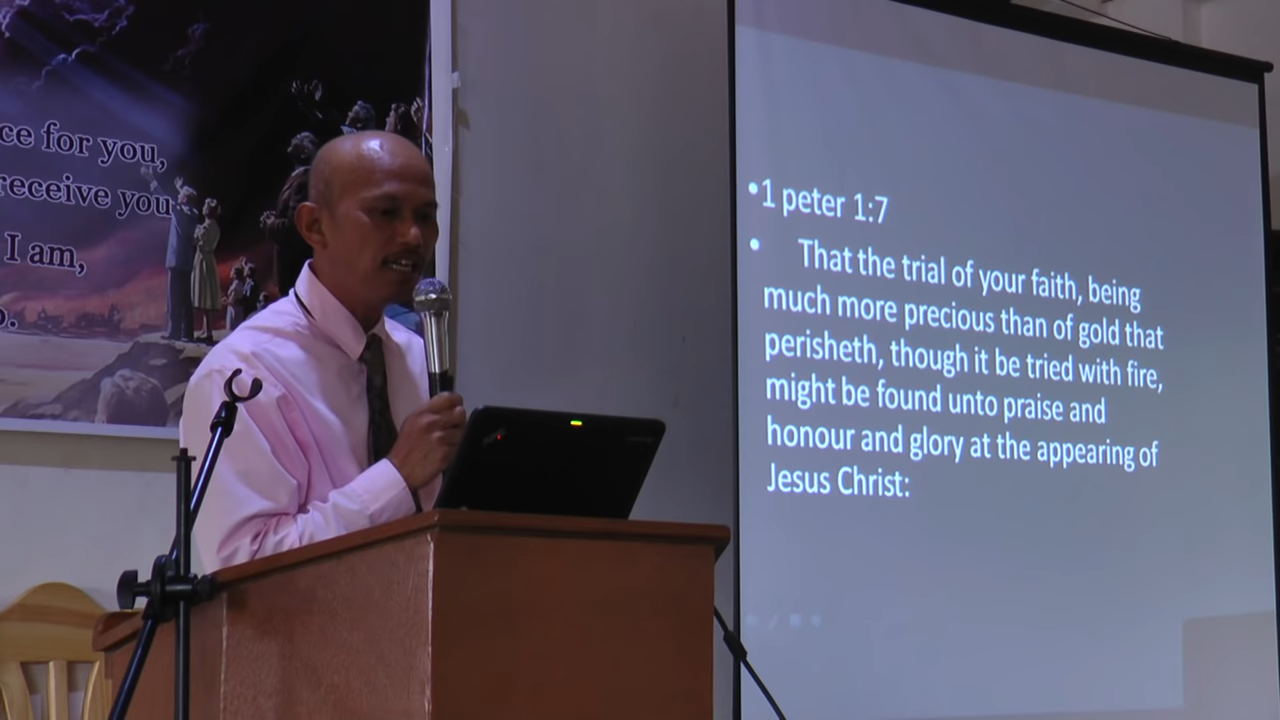 ce for you,
receive you
I am,
o.
•1 peter 1:7
• That the trial of your faith, being
much more precious than of gold that
perisheth, though it be tried with fire,
might be found unto praise and
honour and glory at the appearing of
Jesus Christ: